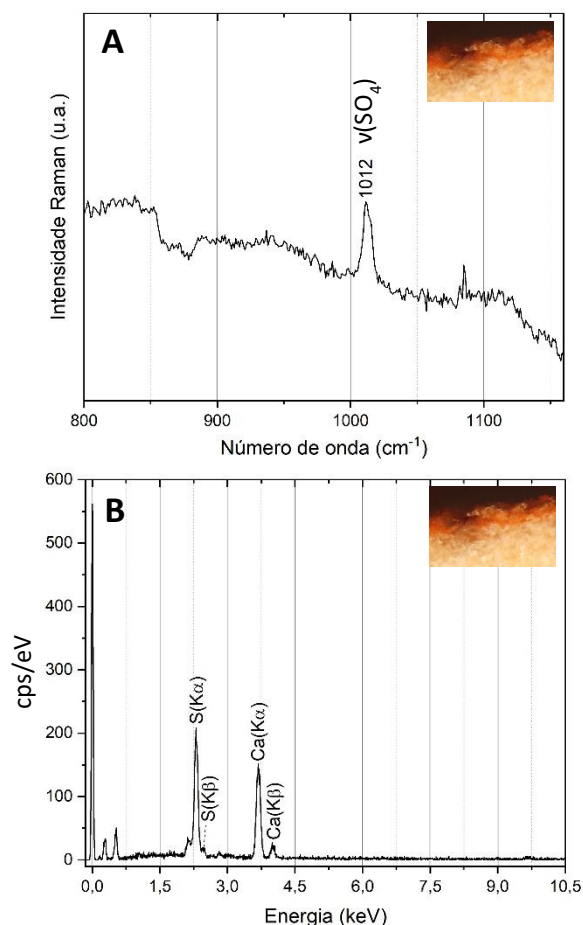 A
Intensidade Raman (u.a.)
1012 ν(SO₄)
800 900 1000 1100
Número de onda (cm⁻¹)
B
600
500
400
300
200
100
0
cps/eV
S(Kα)
S(Kβ)
Ca(Kα)
Ca(Kβ)
0,0 1,5 3,0 4,5 6,0 7,5 9,0 10,5
Energia (keV)